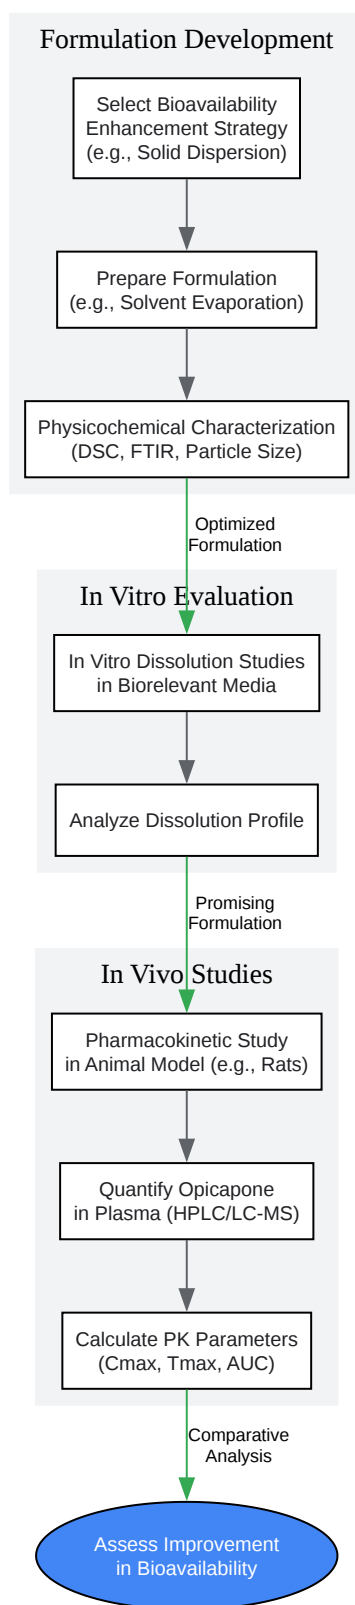 Formulation Development
Select Bioavailability
Enhancement Strategy
(e.g., Solid Dispersion)
Prepare Formulation
(e.g., Solvent Evaporation)
Physicochemical Characterization
(DSC, FTIR, Particle Size)
Optimized
Formulation
In Vitro Evaluation
In Vitro Dissolution Studies
in Biorelevant Media
Analyze Dissolution Profile
Promising
Formulation
In Vivo Studies
Pharmacokinetic Study
in Animal Model (e.g., Rats)
Quantify Opicapone
in Plasma (HPLC/LC-MS)
Calculate PK Parameters
(Cmax, Tmax, AUC)
Comparative
Analysis
Assess Improvement
in Bioavailability